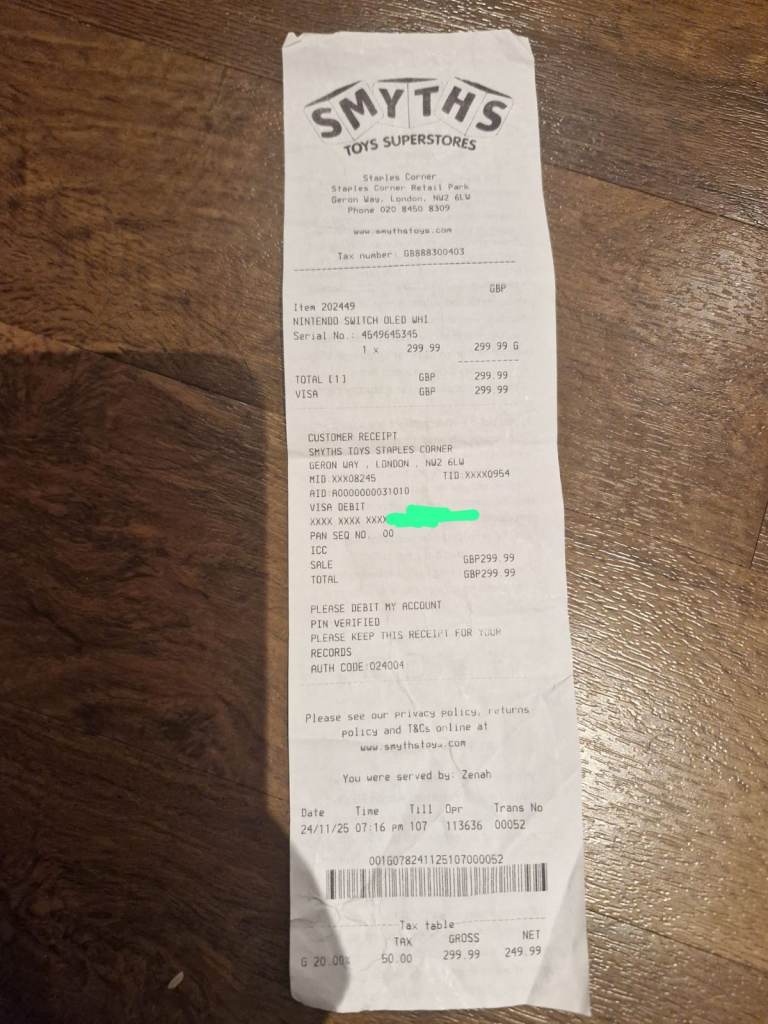 SMYTHS
TOYS SUPERSTORES
Staples Corner
Staples Corner Retail Park
Geron Way, London, NW2 6LW
Phone 020 8450 8309
www.smythstoys.com
Tax number: GB888300403
GBP
Item 202449
NINTENDO SWITCH OLED WHI
Serial No.: 4549645345
1 x 299.99 299.99 G
TOTAL [1] GBP 299.99
VISA GBP 299.99
CUSTOMER RECEIPT
SMYTHS TOYS STAPLES CORNER
GERON WAY , LONDON , NW2 6LW
MID:XXX08245 TID:XXXX0954
AID:A0000000031010
VISA DEBIT
XXXX XXXX XXXX
PAN SEQ NO. 00
ICC
SALE GBP299.99
TOTAL GBP299.99
PLEASE DEBIT MY ACCOUNT
PIN VERIFIED
PLEASE KEEP THIS RECEIPT FOR YOUR
RECORDS
AUTH CODE:024004
Please see our privacy policy, returns
policy and T&Cs online at
www.smythstoys.com
You were served by: Zenah
Date Time Till Opr Trans No
24/11/25 07:16 PM 107 113636 00052
0016078241125107000052
Tax table
TAX GROSS NET
G 20.00% 50.00 299.99 249.99